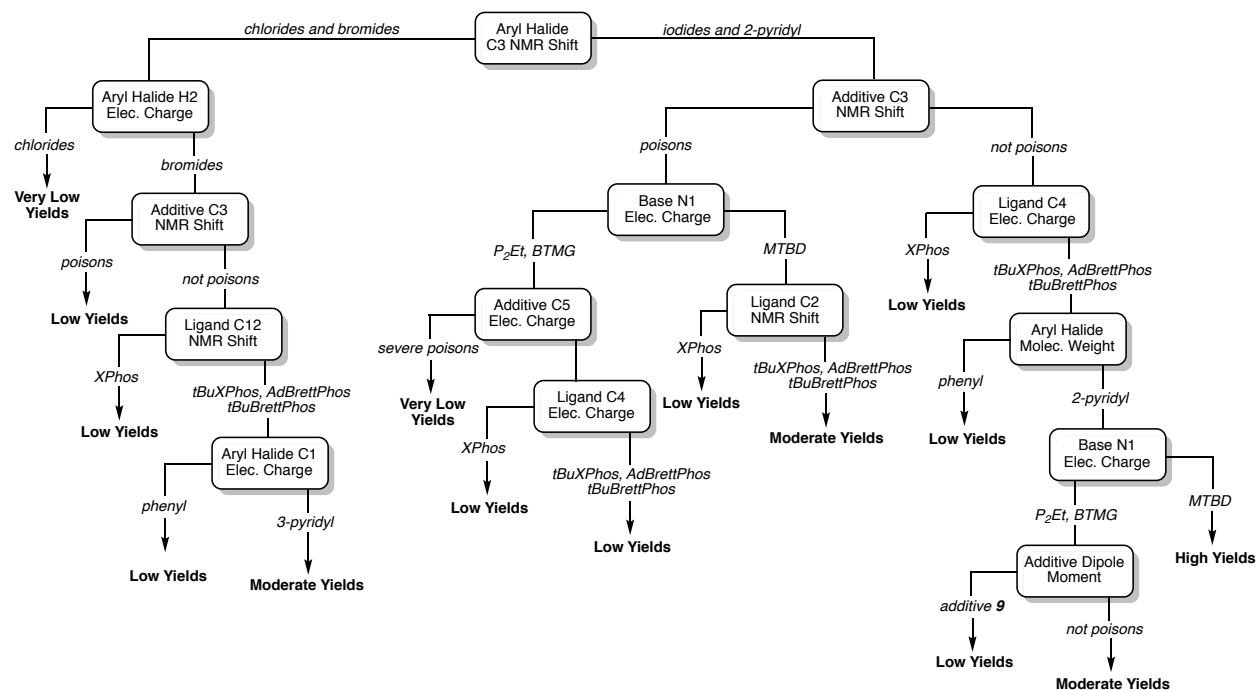 chlorides and bromides
Aryl Halide
C3 NMR Shift
iodides and 2-pyridyl
Aryl Halide H2
Elec. Charge
chlorides
Very Low
Yields
bromides
Additive C3
NMR Shift
poisons
Low Yields
not poisons
Ligand C12
NMR Shift
XPhos
Low Yields
tBuXPhos, AdBrettPhos
tBuBrettPhos
Aryl Halide C1
Elec. Charge
phenyl
Low Yields
3-pyridyl
Moderate Yields
Additive C3
NMR Shift
poisons
Base N1
Elec. Charge
P2Et, BTMG
Additive C5
Elec. Charge
severe poisons
Very Low
Yields
Ligand C4
Elec. Charge
XPhos
Low Yields
tBuXPhos, AdBrettPhos
tBuBrettPhos
Low Yields
MTBD
Ligand C2
NMR Shift
XPhos
Low Yields
tBuXPhos, AdBrettPhos
tBuBrettPhos
Moderate Yields
not poisons
Ligand C4
Elec. Charge
XPhos
Low Yields
tBuXPhos, AdBrettPhos
tBuBrettPhos
Aryl Halide
Molec. Weight
phenyl
Low Yields
2-pyridyl
Base N1
Elec. Charge
P2Et, BTMG
MTBD
High Yields
Additive Dipole
Moment
additive 9
Low Yields
not poisons
Moderate Yields